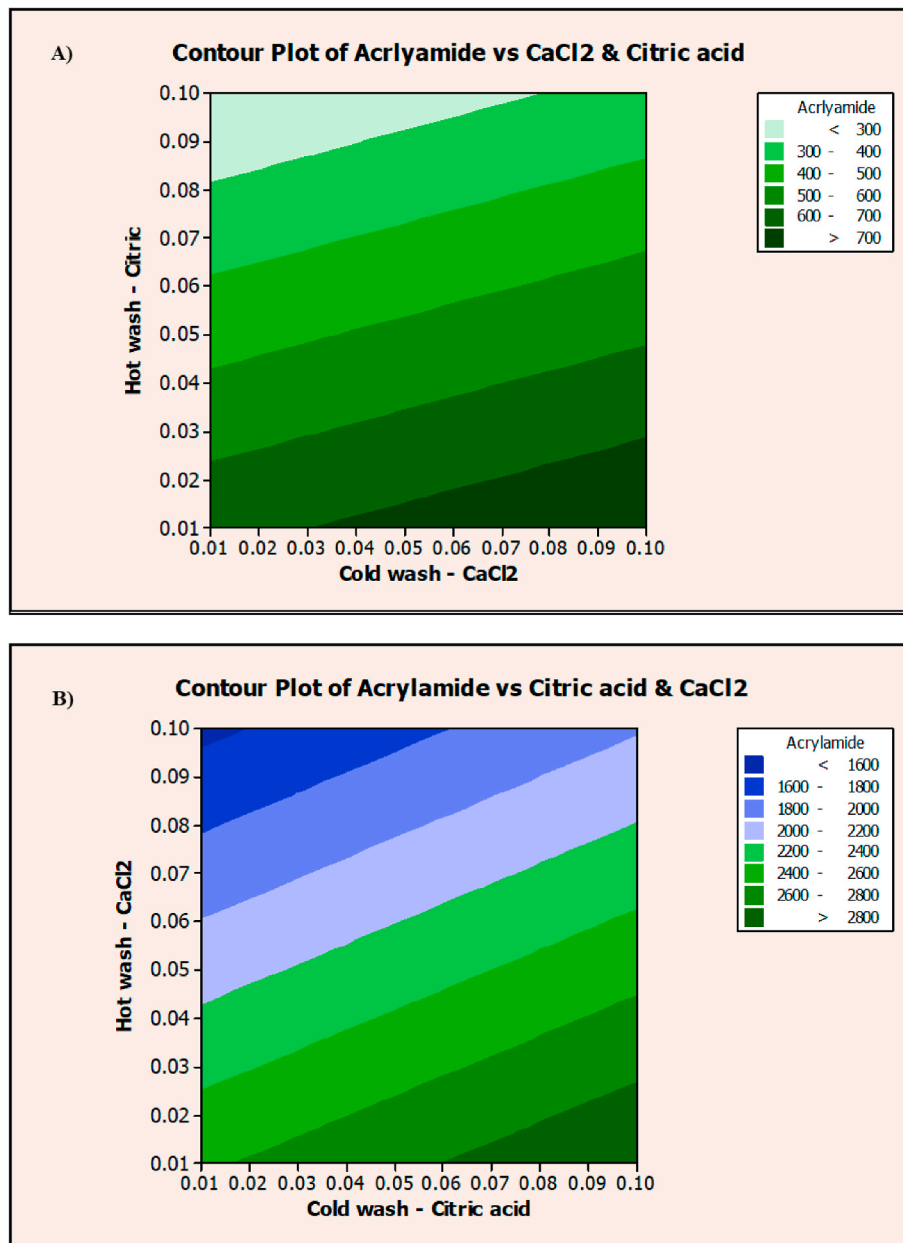 A)
Contour Plot of Acrlyamide vs CaCl2 & Citric acid
0.10
0.09
0.08
0.07
0.06
0.05
0.04
0.03
0.02
0.01
Hot wash - Citric
0.01 0.02 0.03 0.04 0.05 0.06 0.07 0.08 0.09 0.10
Cold wash - CaCl2
Acrlyamide
< 300
300 - 400
400 - 500
500 - 600
600 - 700
> 700
B)
Contour Plot of Acrylamide vs Citric acid & CaCl2
0.10
0.09
0.08
0.07
0.06
0.05
0.04
0.03
0.02
0.01
Hot wash - CaCl2
0.01 0.02 0.03 0.04 0.05 0.06 0.07 0.08 0.09 0.10
Cold wash - Citric acid
Acrylamide
< 1600
1600 - 1800
1800 - 2000
2000 - 2200
2200 - 2400
2400 - 2600
2600 - 2800
> 2800